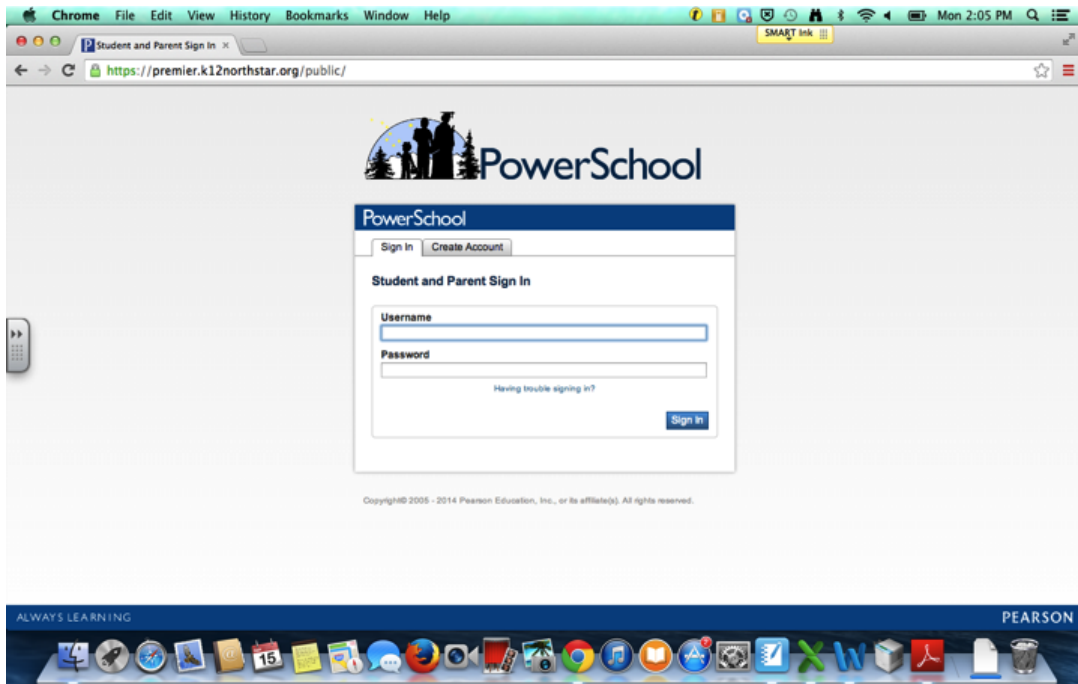 Chrome File Edit View History Bookmarks Window Help Mon 2:05 PM
SMART Ink
Student and Parent Sign In
https://premier.k12northstar.org/public/
PowerSchool
PowerSchool
Sign In Create Account
Student and Parent Sign In
Username
Password
Having trouble signing in?
Sign In
Copyright© 2005 - 2014 Pearson Education, Inc., or its affiliate(s). All rights reserved.
ALWAYS LEARNING PEARSON
15
7